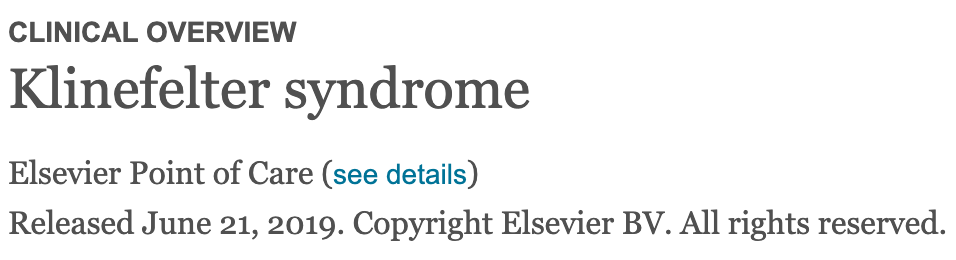 CLINICAL OVERVIEW
Klinefelter syndrome
Elsevier Point of Care (see details)
Released June 21, 2019. Copyright Elsevier BV. All rights reserved.